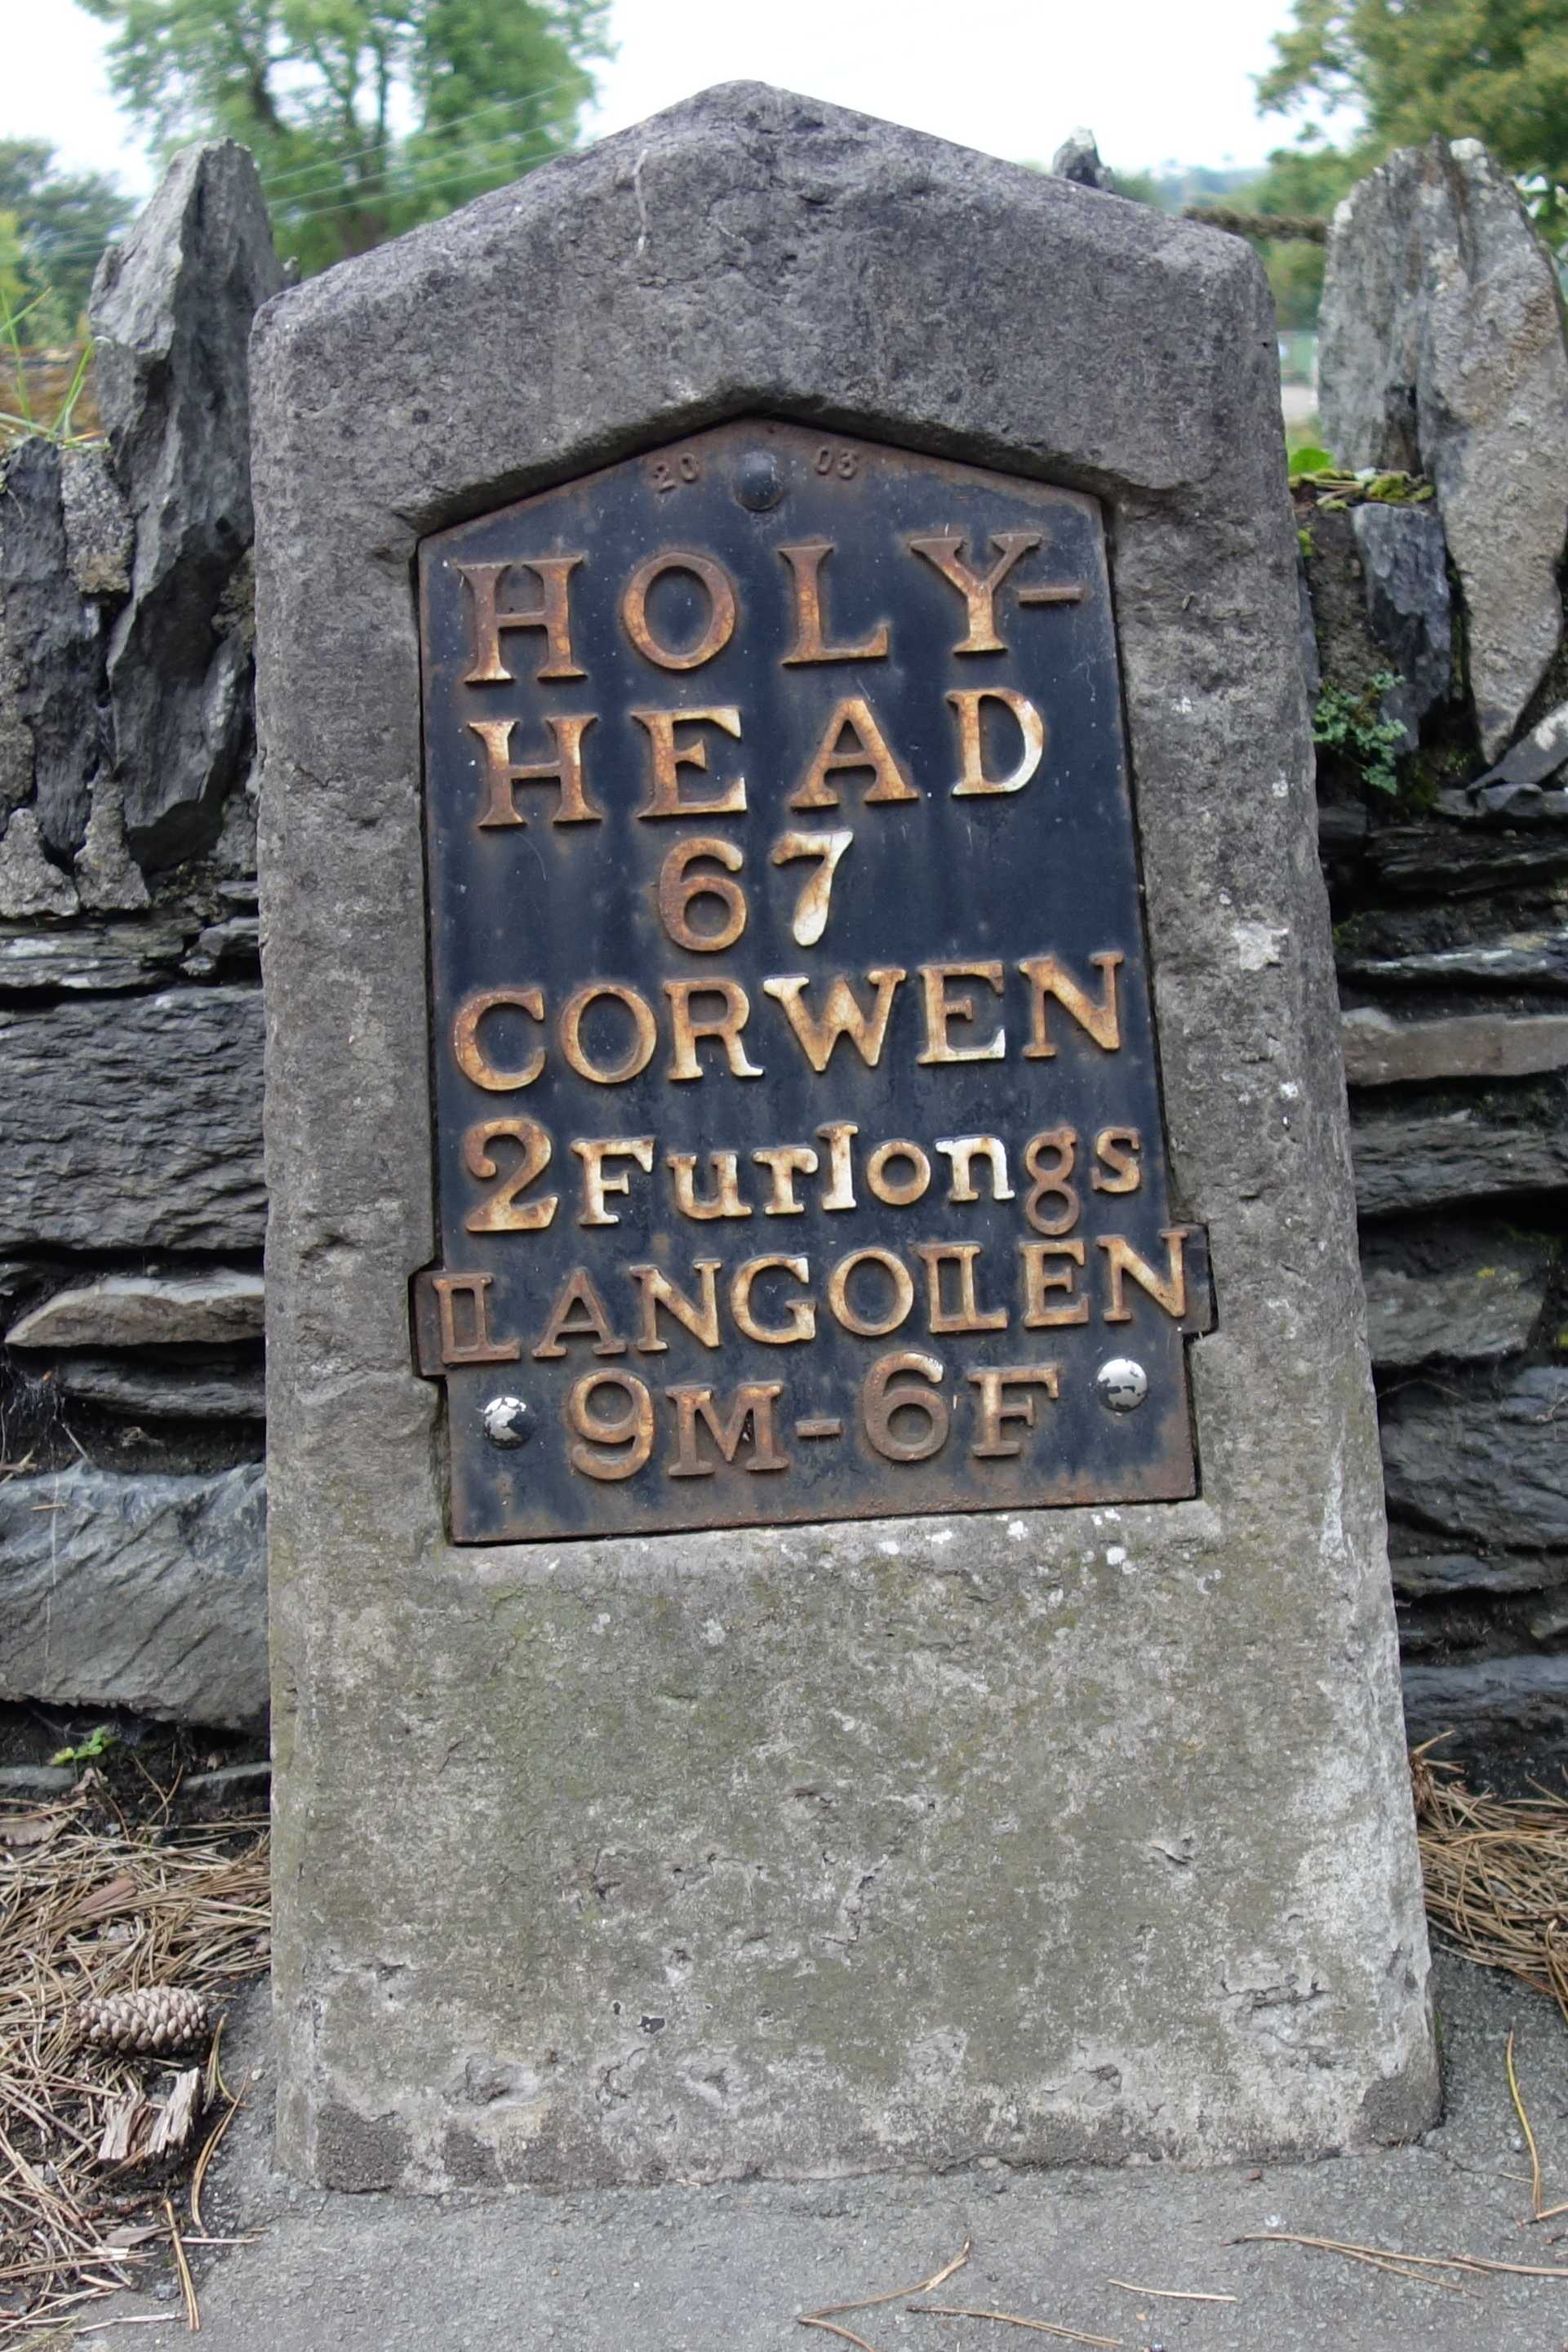 20 03
HOLY-
HEAD
67
CORWEN
2 Furlongs
LLANGOLLEN
9M-6F